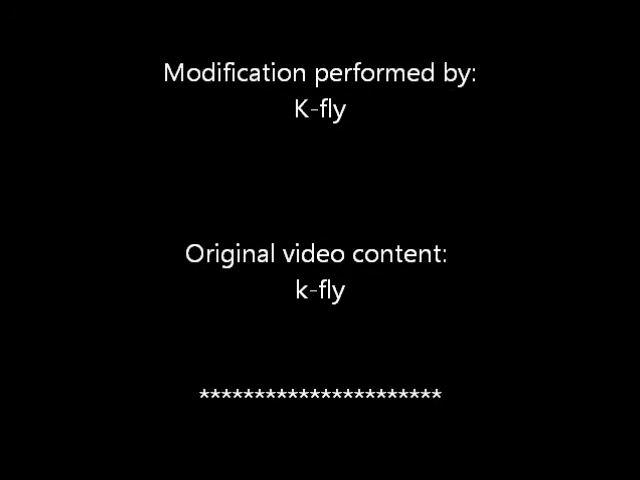 Modification performed by:
K-fly
Original video content:
k-fly
**********************